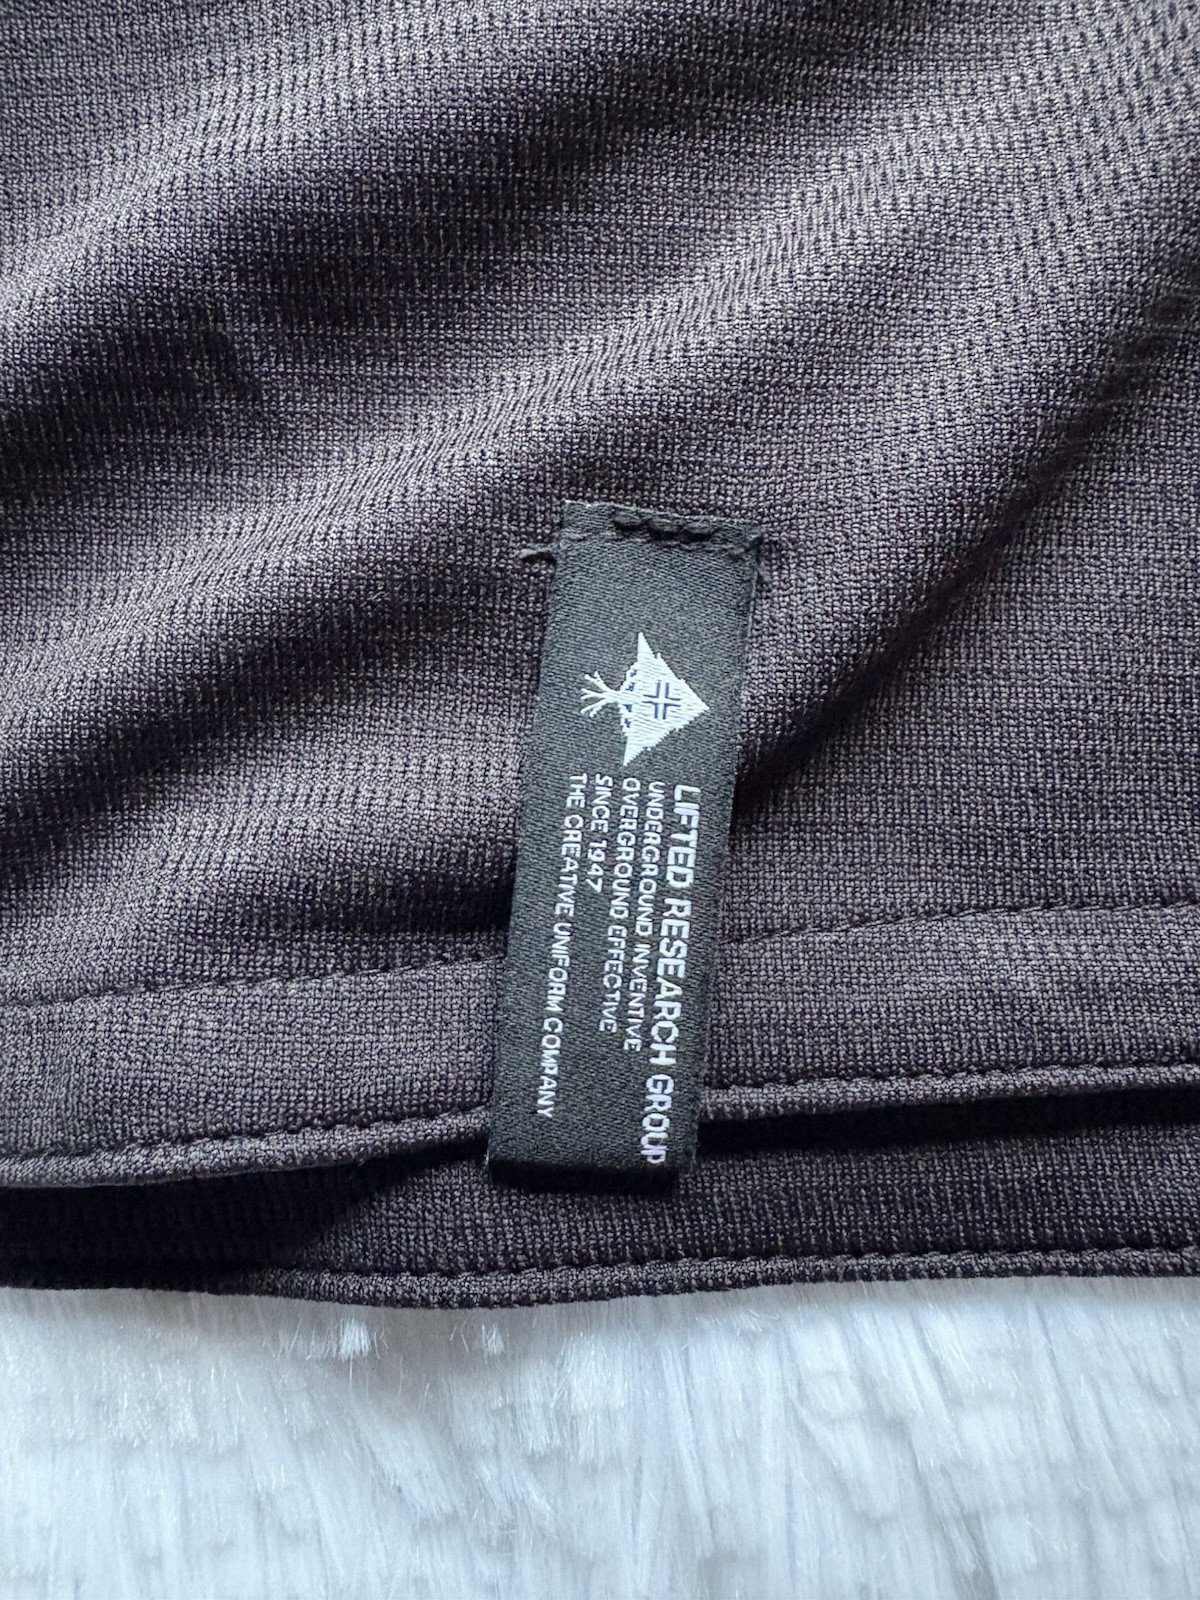 LIFTED RESEARCH GROUP
UNDERGROUND INVENTIVE
OVERGROUND EFFECTIVE
SINCE 1947
THE CREATIVE UNIFORM COMPANY